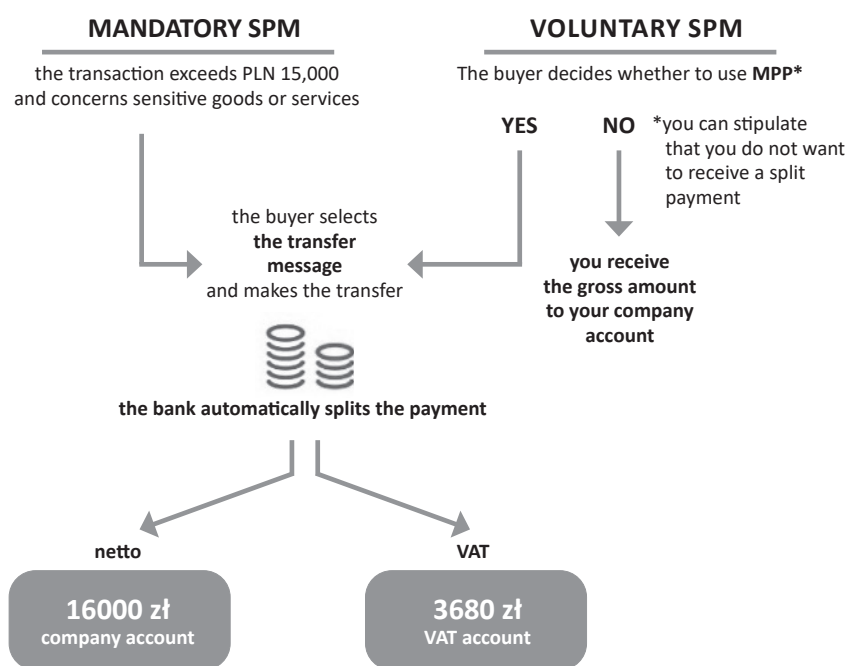 MANDATORY SPM
the transaction exceeds PLN 15,000
and concerns sensitive goods or services
VOLUNTARY SPM
The buyer decides whether to use MPP*
YES
NO
*you can stipulate
that you do not want
to receive a split
payment
the buyer selects
the transfer
message
and makes the transfer
you receive
the gross amount
to your company
account
the bank automatically splits the payment
netto
VAT
16000 zł
company account
3680 zł
VAT account